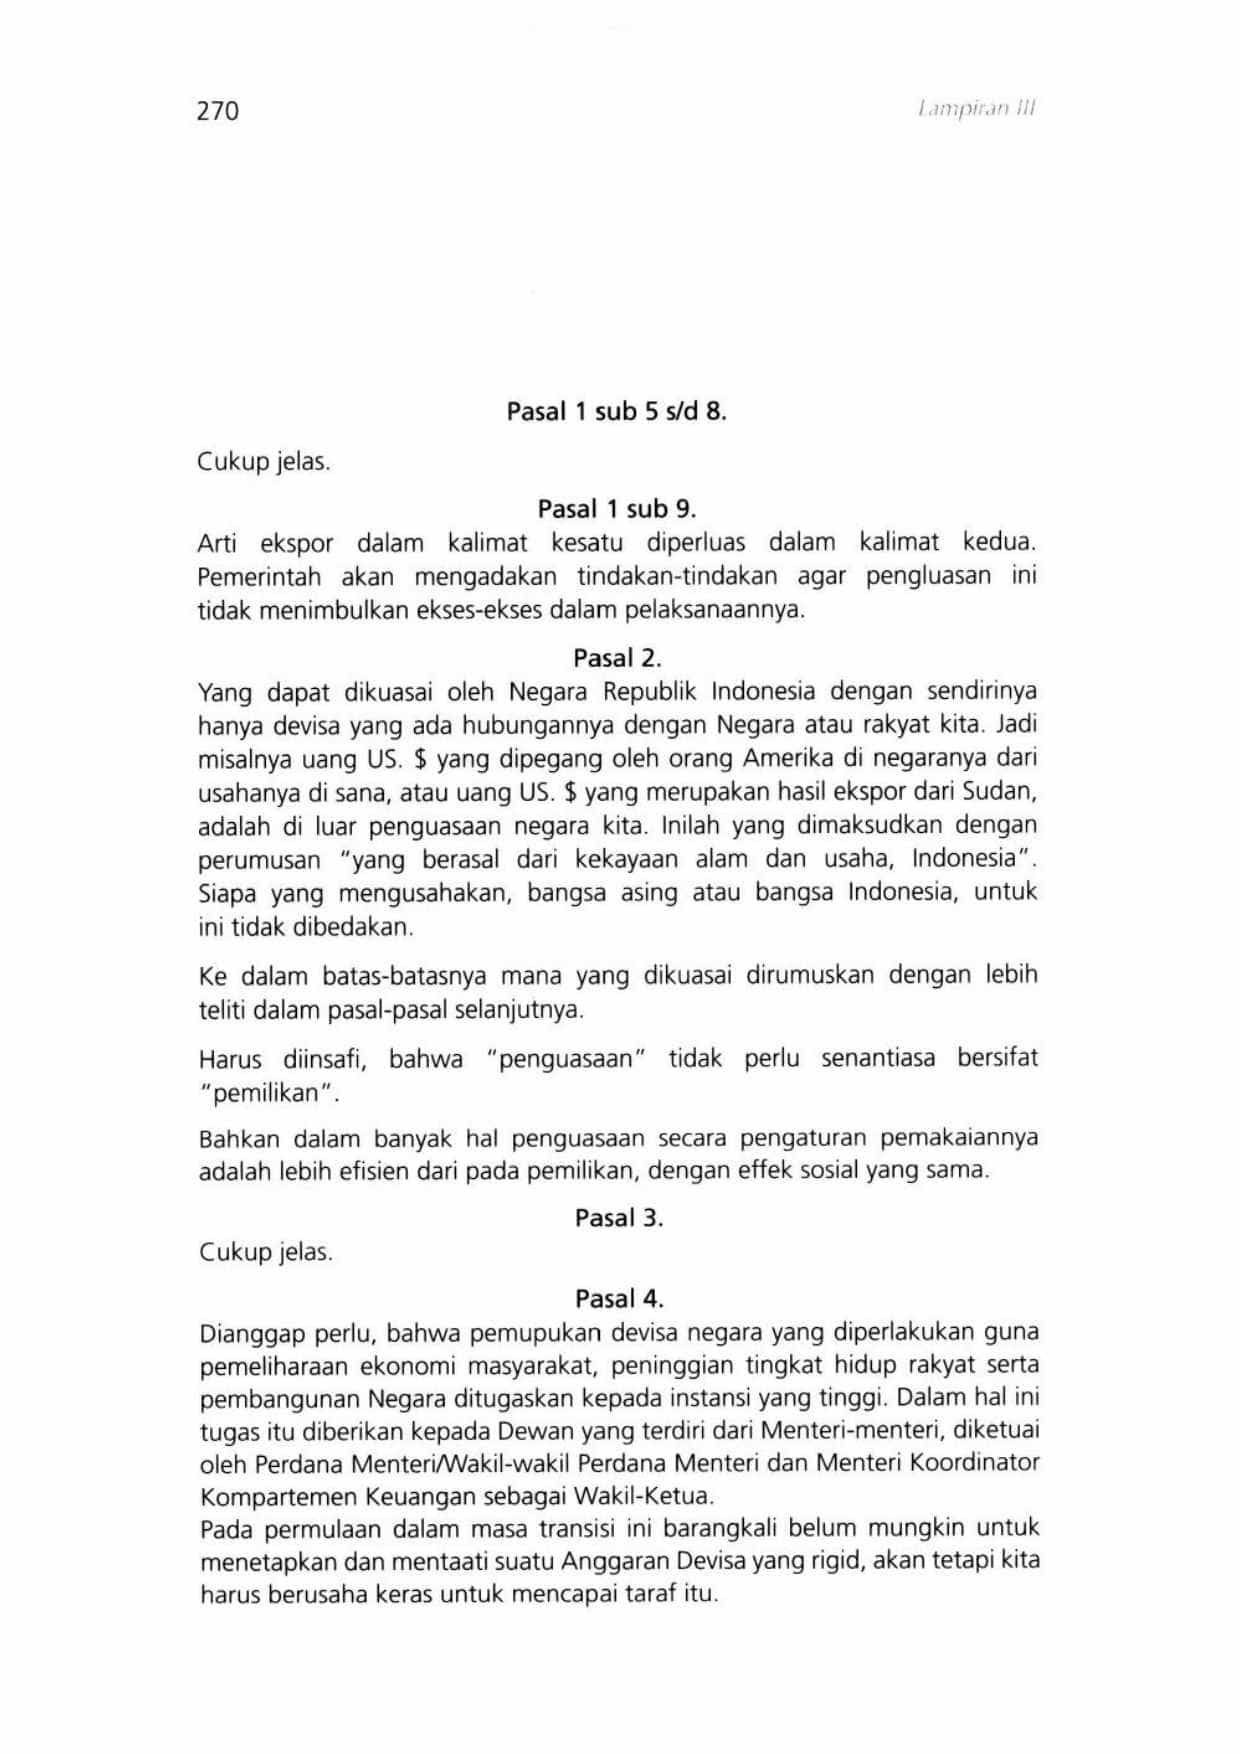 270
Lampiran III
Pasal 1 sub 5 s/d 8.
Cukup jelas.
Pasal 1 sub 9.
Arti ekspor dalam kalimat kesatu diperluas dalam kalimat kedua.
Pemerintah akan mengadakan tindakan-tindakan agar pengluasan ini
tidak menimbulkan ekses-ekses dalam pelaksanaannya.
Pasal 2.
Yang dapat dikuasai oleh Negara Republik Indonesia dengan sendirinya
hanya devisa yang ada hubungannya dengan Negara atau rakyat kita. Jadi
misalnya uang US. $ yang dipegang oleh orang Amerika di negaranya dari
usahanya di sana, atau uang US. $ yang merupakan hasil ekspor dari Sudan,
adalah di luar penguasaan negara kita. Inilah yang dimaksudkan dengan
perumusan "yang berasal dari kekayaan alam dan usaha, Indonesia".
Siapa yang mengusahakan, bangsa asing atau bangsa Indonesia, untuk
ini tidak dibedakan.
Ke dalam batas-batasnya mana yang dikuasai dirumuskan dengan lebih
teliti dalam pasal-pasal selanjutnya.
Harus diinsafi, bahwa "penguasaan" tidak perlu senantiasa bersifat
"pemilikan".
Bahkan dalam banyak hal penguasaan secara pengaturan pemakaiannya
adalah lebih efisien dari pada pemilikan, dengan effek sosial yang sama.
Pasal 3.
Cukup jelas.
Pasal 4.
Dianggap perlu, bahwa pemupukan devisa negara yang diperlakukan guna
pemeliharaan ekonomi masyarakat, peninggian tingkat hidup rakyat serta
pembangunan Negara ditugaskan kepada instansi yang tinggi. Dalam hal ini
tugas itu diberikan kepada Dewan yang terdiri dari Menteri-menteri, diketuai
oleh Perdana Menteri/Wakil-wakil Perdana Menteri dan Menteri Koordinator
Kompartemen Keuangan sebagai Wakil-Ketua.
Pada permulaan dalam masa transisi ini barangkali belum mungkin untuk
menetapkan dan mentaati suatu Anggaran Devisa yang rigid, akan tetapi kita
harus berusaha keras untuk mencapai taraf itu.